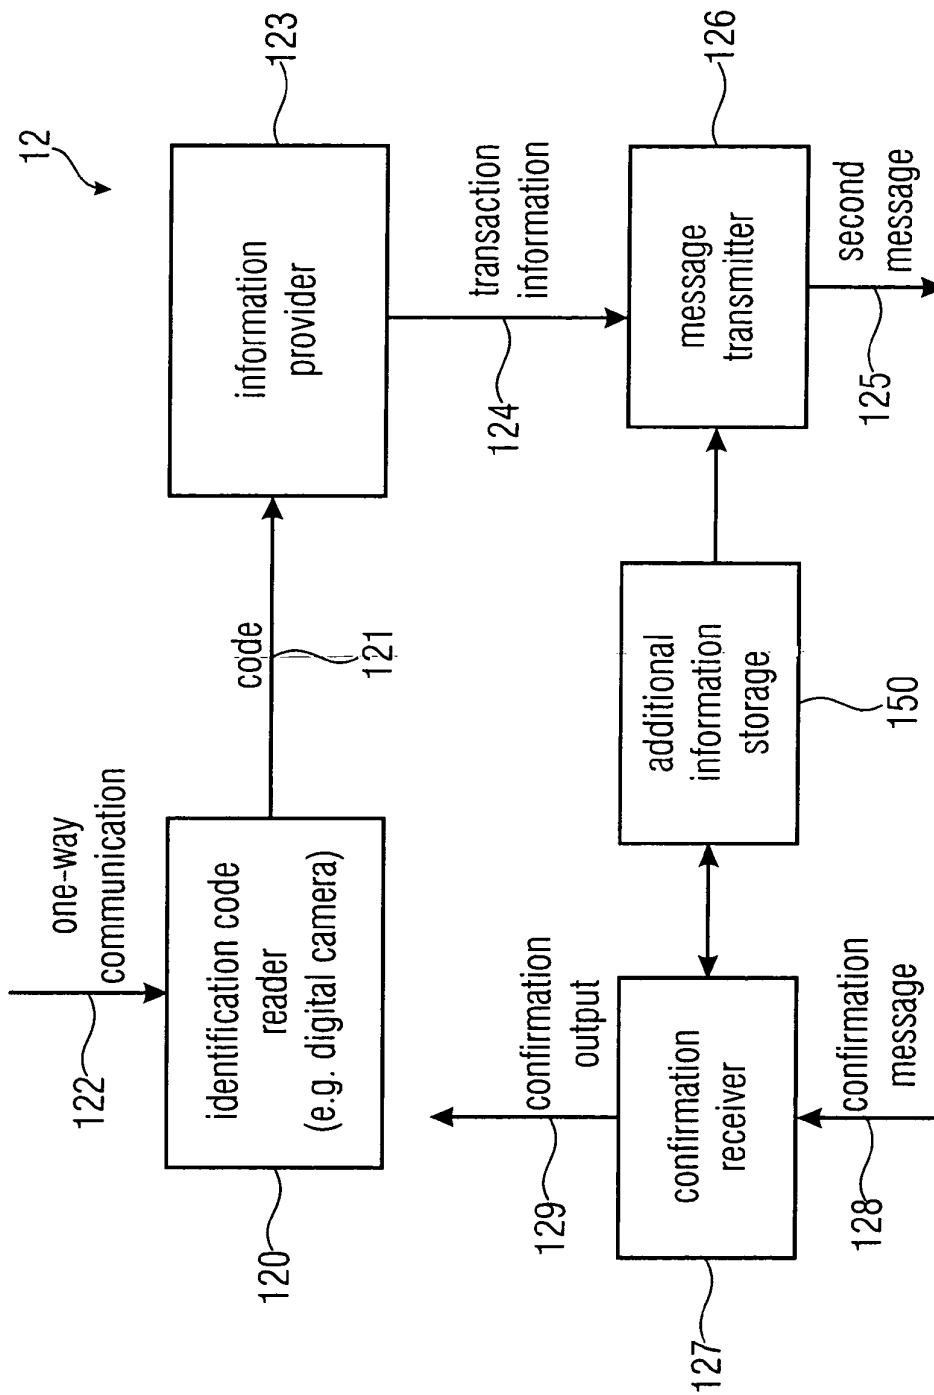 12
one-way
communication
122
identification code
reader
(e.g. digital camera)
120
code
121
information
provider
123
transaction
information
124
confirmation
output
129
confirmation
receiver
127
confirmation
message
128
additional
information
storage
150
message
transmitter
126
second
message
125